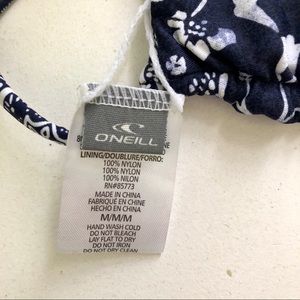 O'NEILL
LINING/DOUBLURE/FORRO:
100% NYLON
100% NYLON
100% NILON
RN#85773
MADE IN CHINA
FABRIQUÉ EN CHINE
HECHO EN CHINA
M/M/M
HAND WASH COLD
DO NOT BLEACH
LAY FLAT TO DRY
DO NOT IRON
DO NOT DRY CLEAN